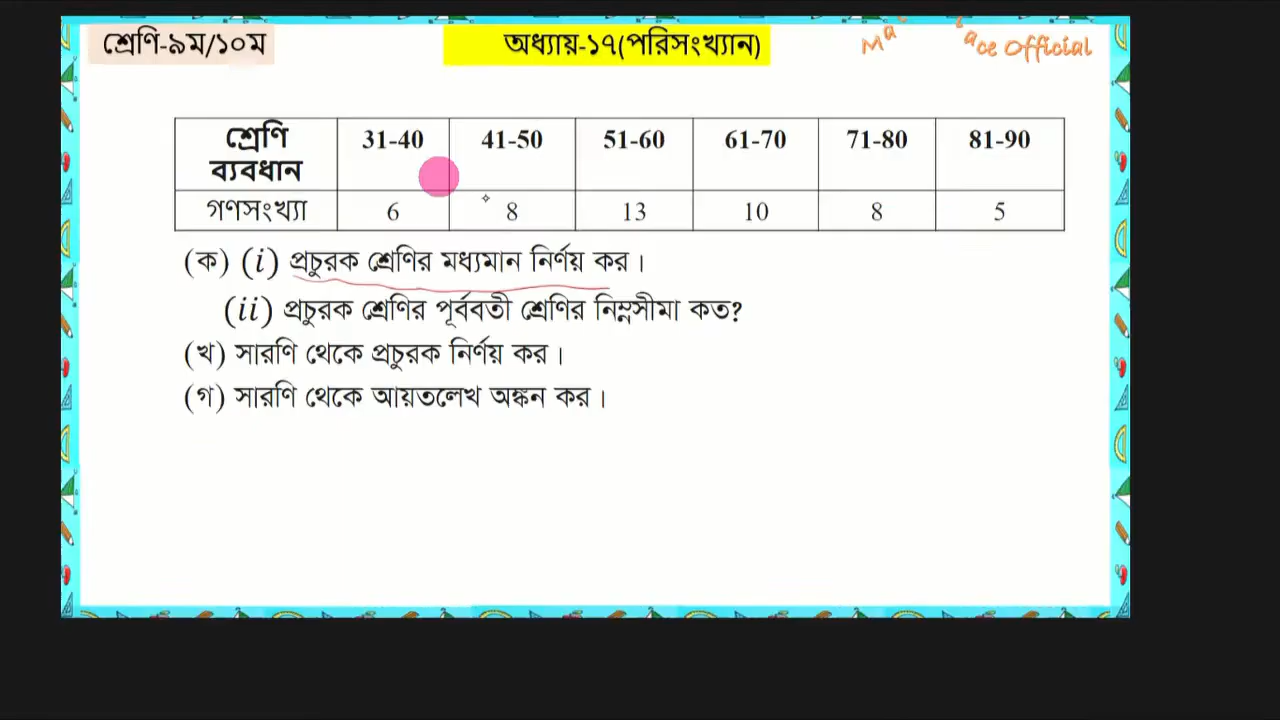 শ্রেণি-৯ম/১০ম
অধ্যায়-১৭(পরিসংখ্যান)
Official
শ্রেণি ব্যবধান 31-40 41-50 51-60 61-70 71-80 81-90
গণসংখ্যা 6 8 13 10 8 5
(ক) (i) প্রচুরক শ্রেণির মধ্যমান নির্ণয় কর।
(ii) প্রচুরক শ্রেণির পূর্ববর্তী শ্রেণির নিম্নসীমা কত?
(খ) সারণি থেকে প্রচুরক নির্ণয় কর।
(গ) সারণি থেকে আয়তলেখ অঙ্কন কর।